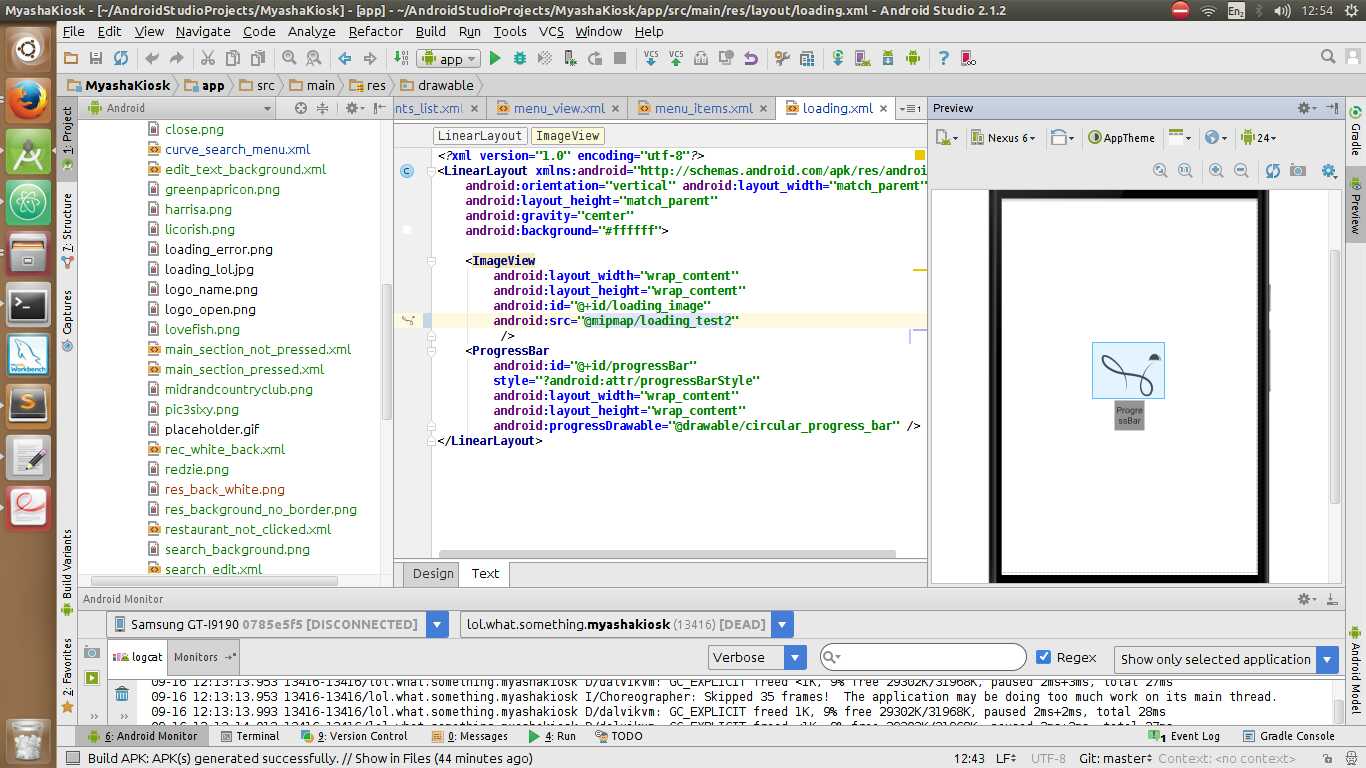 MyashaKiosk - [~/AndroidStudioProjects/MyashaKiosk] - [app] - ~/AndroidStudioProjects/MyashaKiosk/app/src/main/res/layout/loading.xml - Android Studio 2.1.2
En2
12:54
File Edit View Navigate Code Analyze Refactor Build Run Tools VCS Window Help
app
VCS VCS
MyashaKiosk app src main res drawable
1: Project
7: Structure
Captures
Build Variants
2: Favorites
Android
close.png
curve_search_menu.xml
edit_text_background.xml
greenpapricon.png
harrisa.png
licorish.png
loading_error.png
loading_lol.jpg
logo_name.png
logo_open.png
lovefish.png
main_section_not_pressed.xml
main_section_pressed.xml
midrandcountryclub.png
pic3sixy.png
placeholder.gif
rec_white_back.xml
redzie.png
res_back_white.png
res_background_no_border.png
restaurant_not_clicked.xml
search_background.png
search_edit.xml
nts_list.xml menu_view.xml menu_items.xml loading.xml
LinearLayout ImageView
<?xml version="1.0" encoding="utf-8"?>
<LinearLayout xmlns:android="http://schemas.android.com/apk/res/andro
android:orientation="vertical" android:layout_width="match_parent"
android:layout_height="match_parent"
android:gravity="center"
android:background="#ffffff">
<ImageView
android:layout_width="wrap_content"
android:layout_height="wrap_content"
android:id="@+id/loading_image"
android:src="@mipmap/loading_test2"
/>
<ProgressBar
android:id="@+id/progressBar"
style="?android:attr/progressBarStyle"
android:layout_width="wrap_content"
android:layout_height="wrap_content"
android:progressDrawable="@drawable/circular_progress_bar" />
</LinearLayout>
Design Text
Preview
Nexus 6 AppTheme 24
Progre
ssBar
Gradle
Preview
Android Model
Workbench
Android Monitor
Samsung GT-I9190 0785e5f5 [DISCONNECTED] lol.what.something.myashakiosk (13416) [DEAD]
logcat Monitors Verbose Regex Show only selected application
09-16 12:13:13.953 13416-13416/lol.what.something.myashakiosk D/dalvikvm: GC_EXPLICIT freed <1K, 9% free 29302K/31968K, paused 2ms+3ms, total 27ms
09-16 12:13:13.993 13416-13416/lol.what.something.myashakiosk I/Choreographer: Skipped 35 frames! The application may be doing too much work on its main thread.
09-16 12:13:14.093 13416-13416/lol.what.something.myashakiosk D/dalvikvm: GC_EXPLICIT freed 1K, 9% free 29302K/31968K, paused 2ms+2ms, total 28ms
6: Android Monitor Terminal 9: Version Control 0: Messages 4: Run TODO 1 Event Log Gradle Console
Build APK: APK(s) generated successfully. // Show in Files (44 minutes ago) 12:43 LF UTF-8 Git: master Context: <no context>